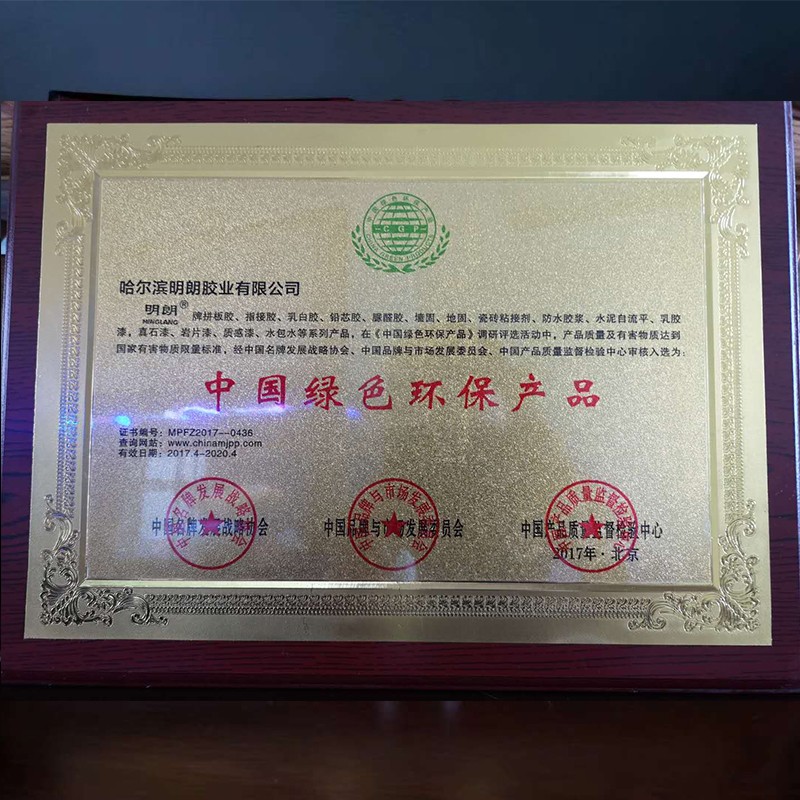 CGP
哈尔滨明朗胶业有限公司
明朗® 牌拼板胶、指接胶、乳白胶、铅芯胶、脲醛胶、墙固、地固、瓷砖粘接剂、防水胶浆、水泥自流平、乳胶
MINGLANG
漆，真石漆、岩片漆、质感漆、水包水等系列产品，在《中国绿色环保产品》调研评选活动中，产品质量及有害物质达到
国家有害物质限量标准，经中国名牌发展战略协会、中国品牌与市场发展委员会、中国产品质量监督检验中心审核入选为：
中国绿色环保产品
证书编号：MPFZ2017--0436
查询网站：www.chinamjpp.com
有效日期：2017.4-2020.4
中国名牌发展战略协会 中国品牌与市场发展委员会 中国产品质量监督检验中心
2017年·北京